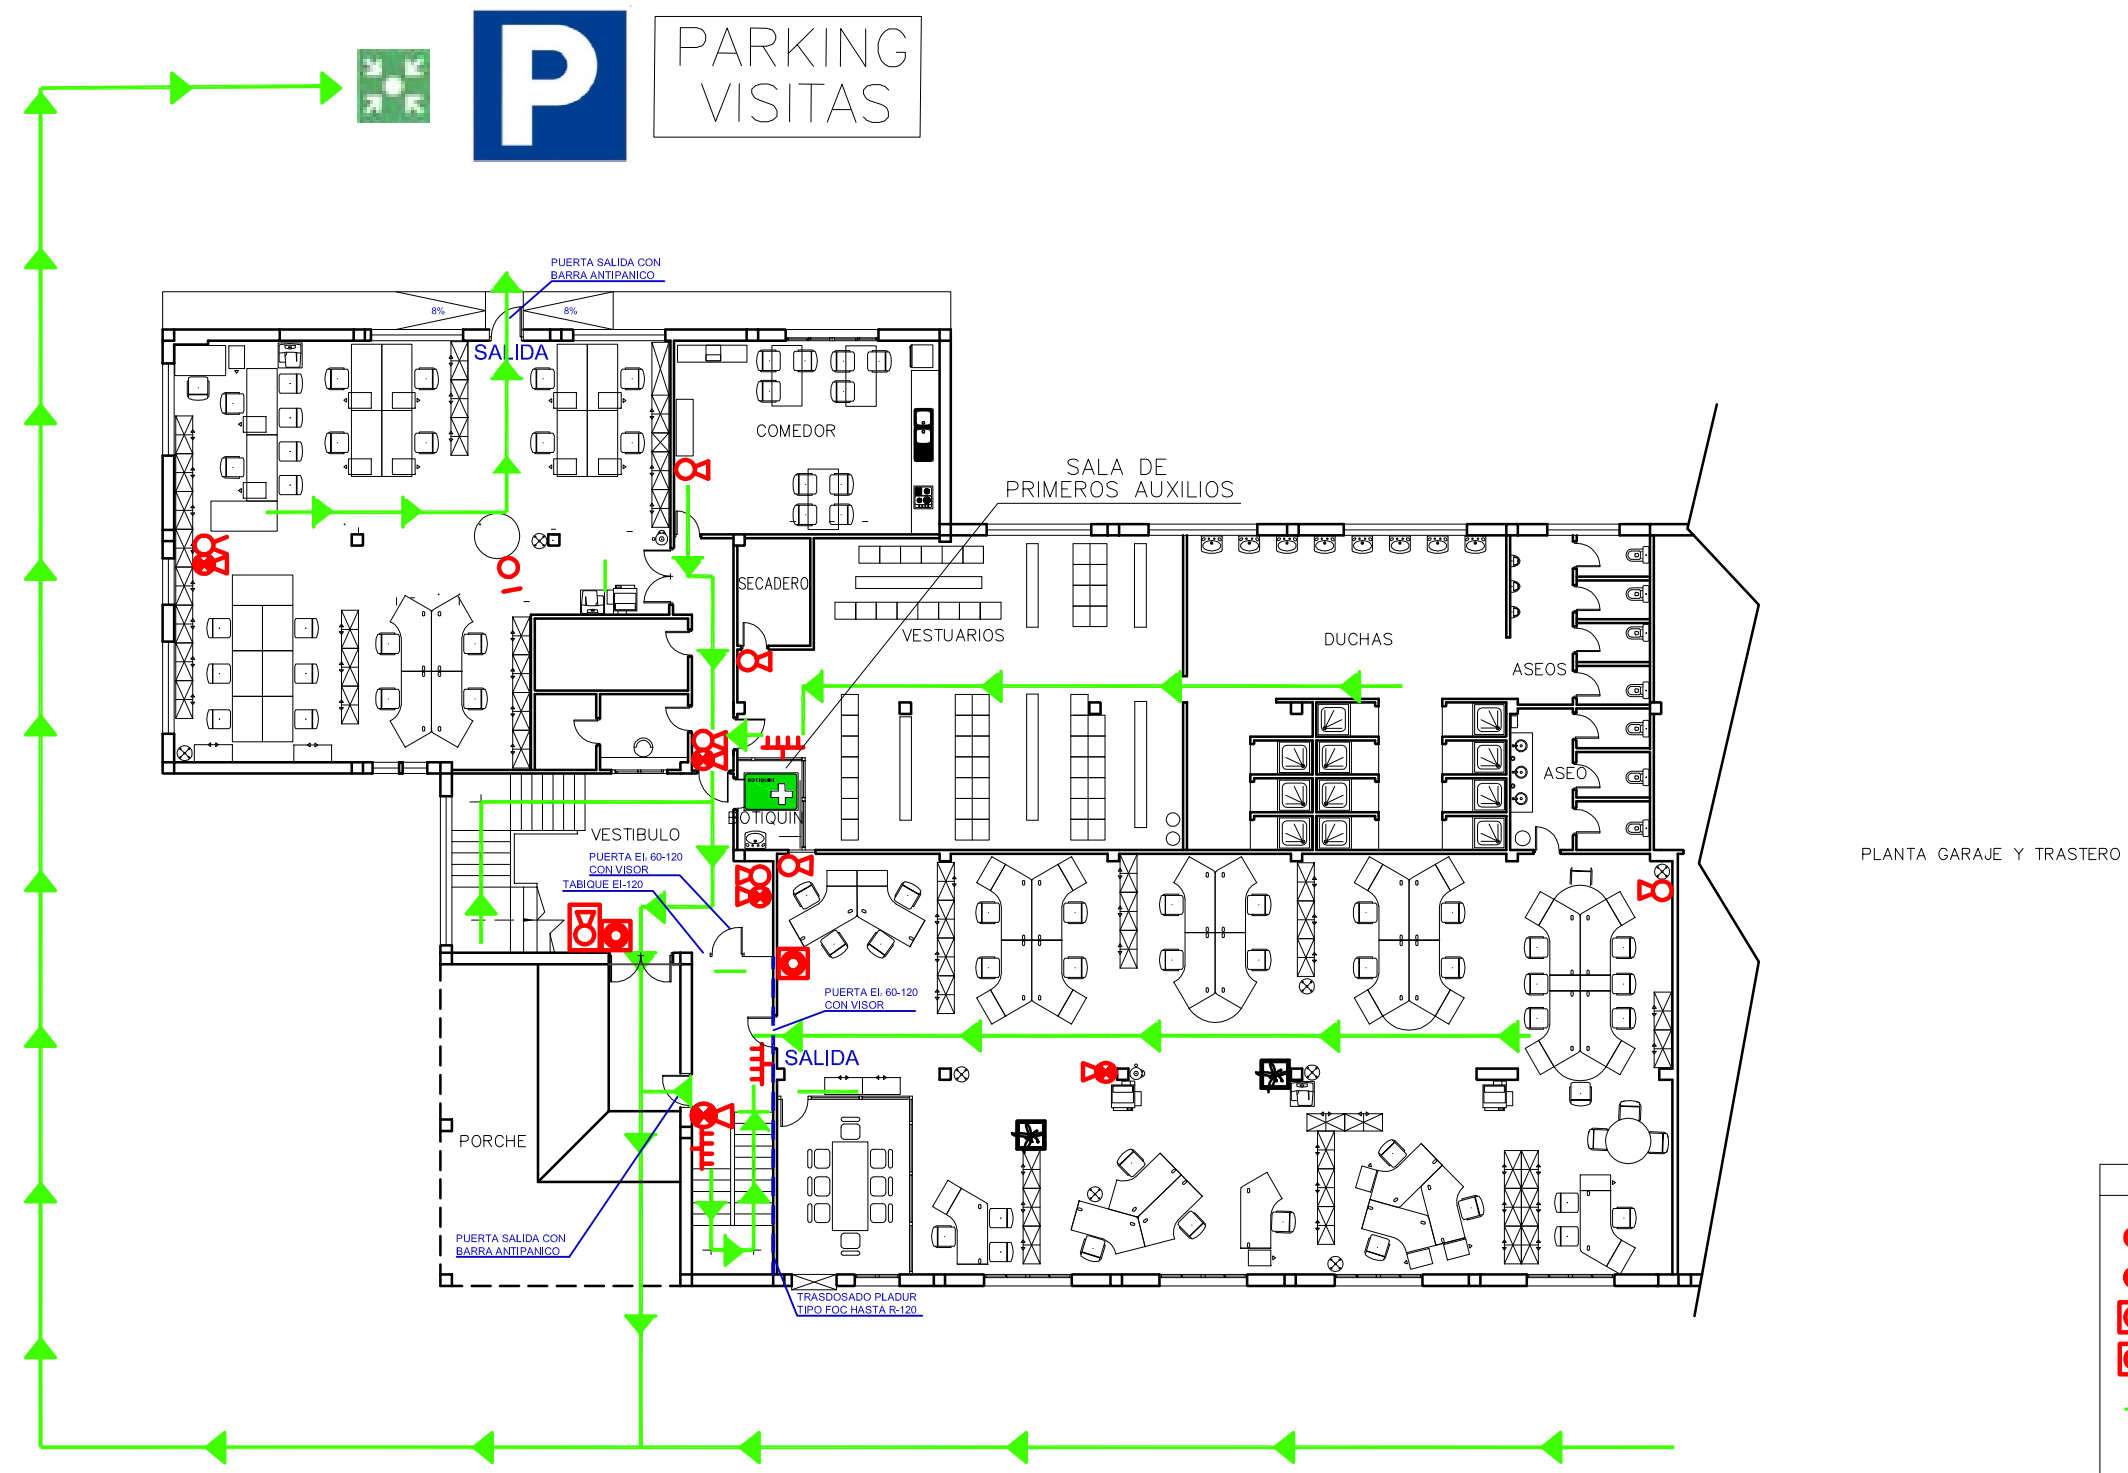 P
PARKING
VISITAS
PUERTA SALIDA CON
BARRA ANTIPANICO
8%
8%
SALIDA
COMEDOR
SALA DE
PRIMEROS AUXILIOS
SECADERO
VESTUARIOS
DUCHAS
ASEOS
ASEO
BOTIQUIN
BOTIQUIN
VESTIBULO
PUERTA EI. 60-120
CON VISOR
TABIQUE EI-120
PLANTA GARAJE Y TRASTERO
PUERTA EI. 60-120
CON VISOR
SALIDA
PORCHE
PUERTA SALIDA CON
BARRA ANTIPANICO
TRASDOSADO PLADUR
TIPO FOC HASTA R-120